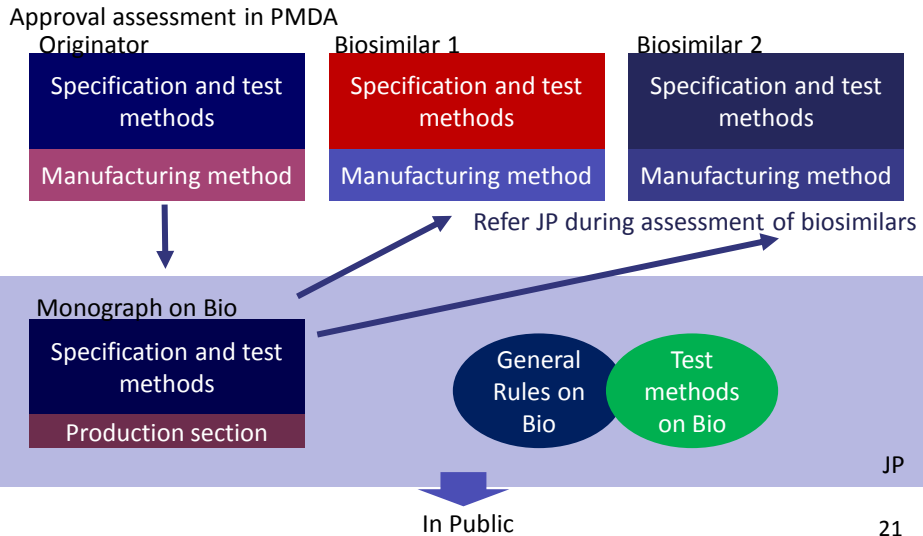 Approval assessment in PMDA
Originator
Biosimilar 1
Biosimilar 2
Specification and test
methods
Manufacturing method
Specification and test
methods
Manufacturing method
Specification and test
methods
Manufacturing method
Refer JP during assessment of biosimilars
Monograph on Bio
Specification and test
methods
Production section
General
Rules on
Bio
Test
methods
on Bio
JP
In Public
21